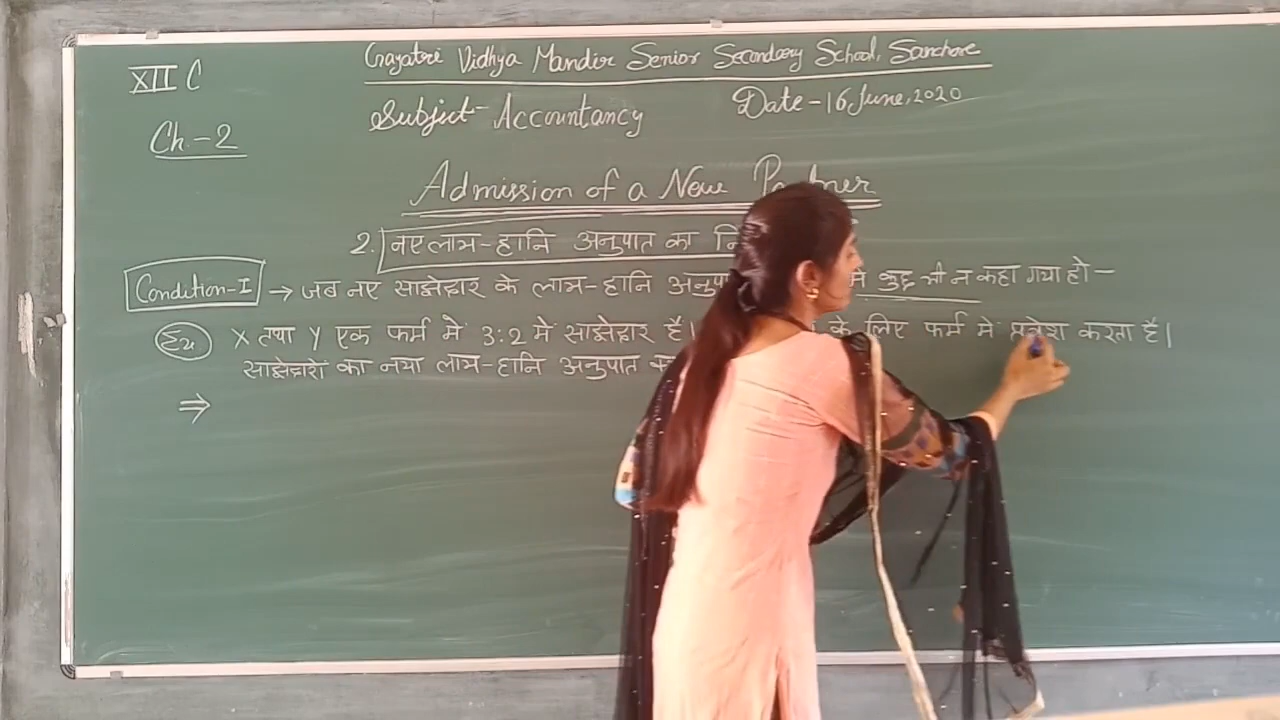 XII C
Gayatri Vidhya Mandir Senior Secondary School, Sanchore
Subject- Accountancy
Date-16 June, 2020
Ch.-2
Admission of a New Partner
2. नए लाभ-हानि अनुपात का
Condition-I → जब नए साझेदार के लाभ-हानि कुछ भी न कहा गया हो-
Ex X तथा Y एक फर्म में 3:2 में साझेदार है। के लिए फर्म में प्रवेश करता है।
साझेदारों का नया लाभ-हानि अनुपात
⇒